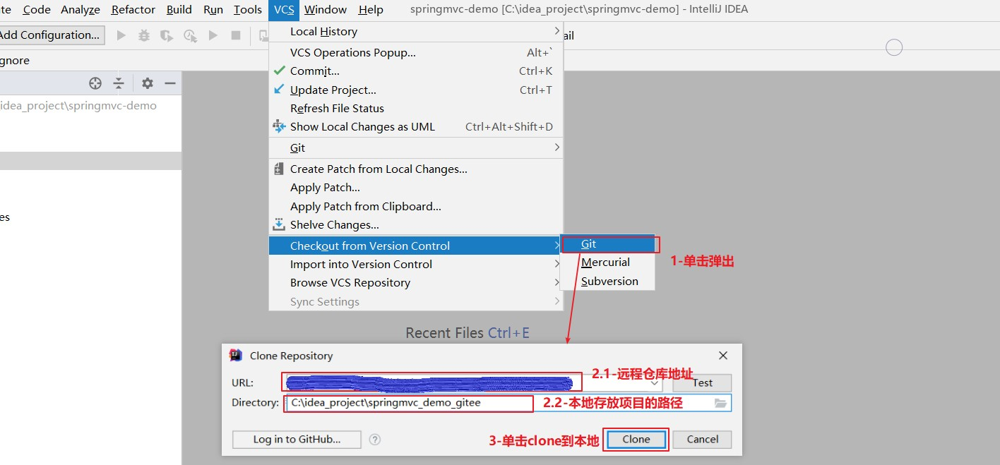 te Code Analyze Refactor Build Run Tools VCS Window Help springmvc-demo [C:\idea_project\springmvc-demo] - IntelliJ IDEA
Add Configuration...
ail
gnore
idea_project\springmvc-demo
es
Local History
VCS Operations Popup... Alt+`
Commit... Ctrl+K
Update Project... Ctrl+T
Refresh File Status
Show Local Changes as UML Ctrl+Alt+Shift+D
Git
Create Patch from Local Changes...
Apply Patch...
Apply Patch from Clipboard...
Shelve Changes...
Checkout from Version Control
Import into Version Control
Browse VCS Repository
Sync Settings
Git
Mercurial
Subversion
1-单击弹出
Recent Files Ctrl+E
Clone Repository
URL: 2.1-远程仓库地址 Test
Directory: C:\idea_project\springmvc_demo_gitee 2.2-本地存放项目的路径
Log in to GitHub... ? 3-单击clone到本地 Clone Cancel